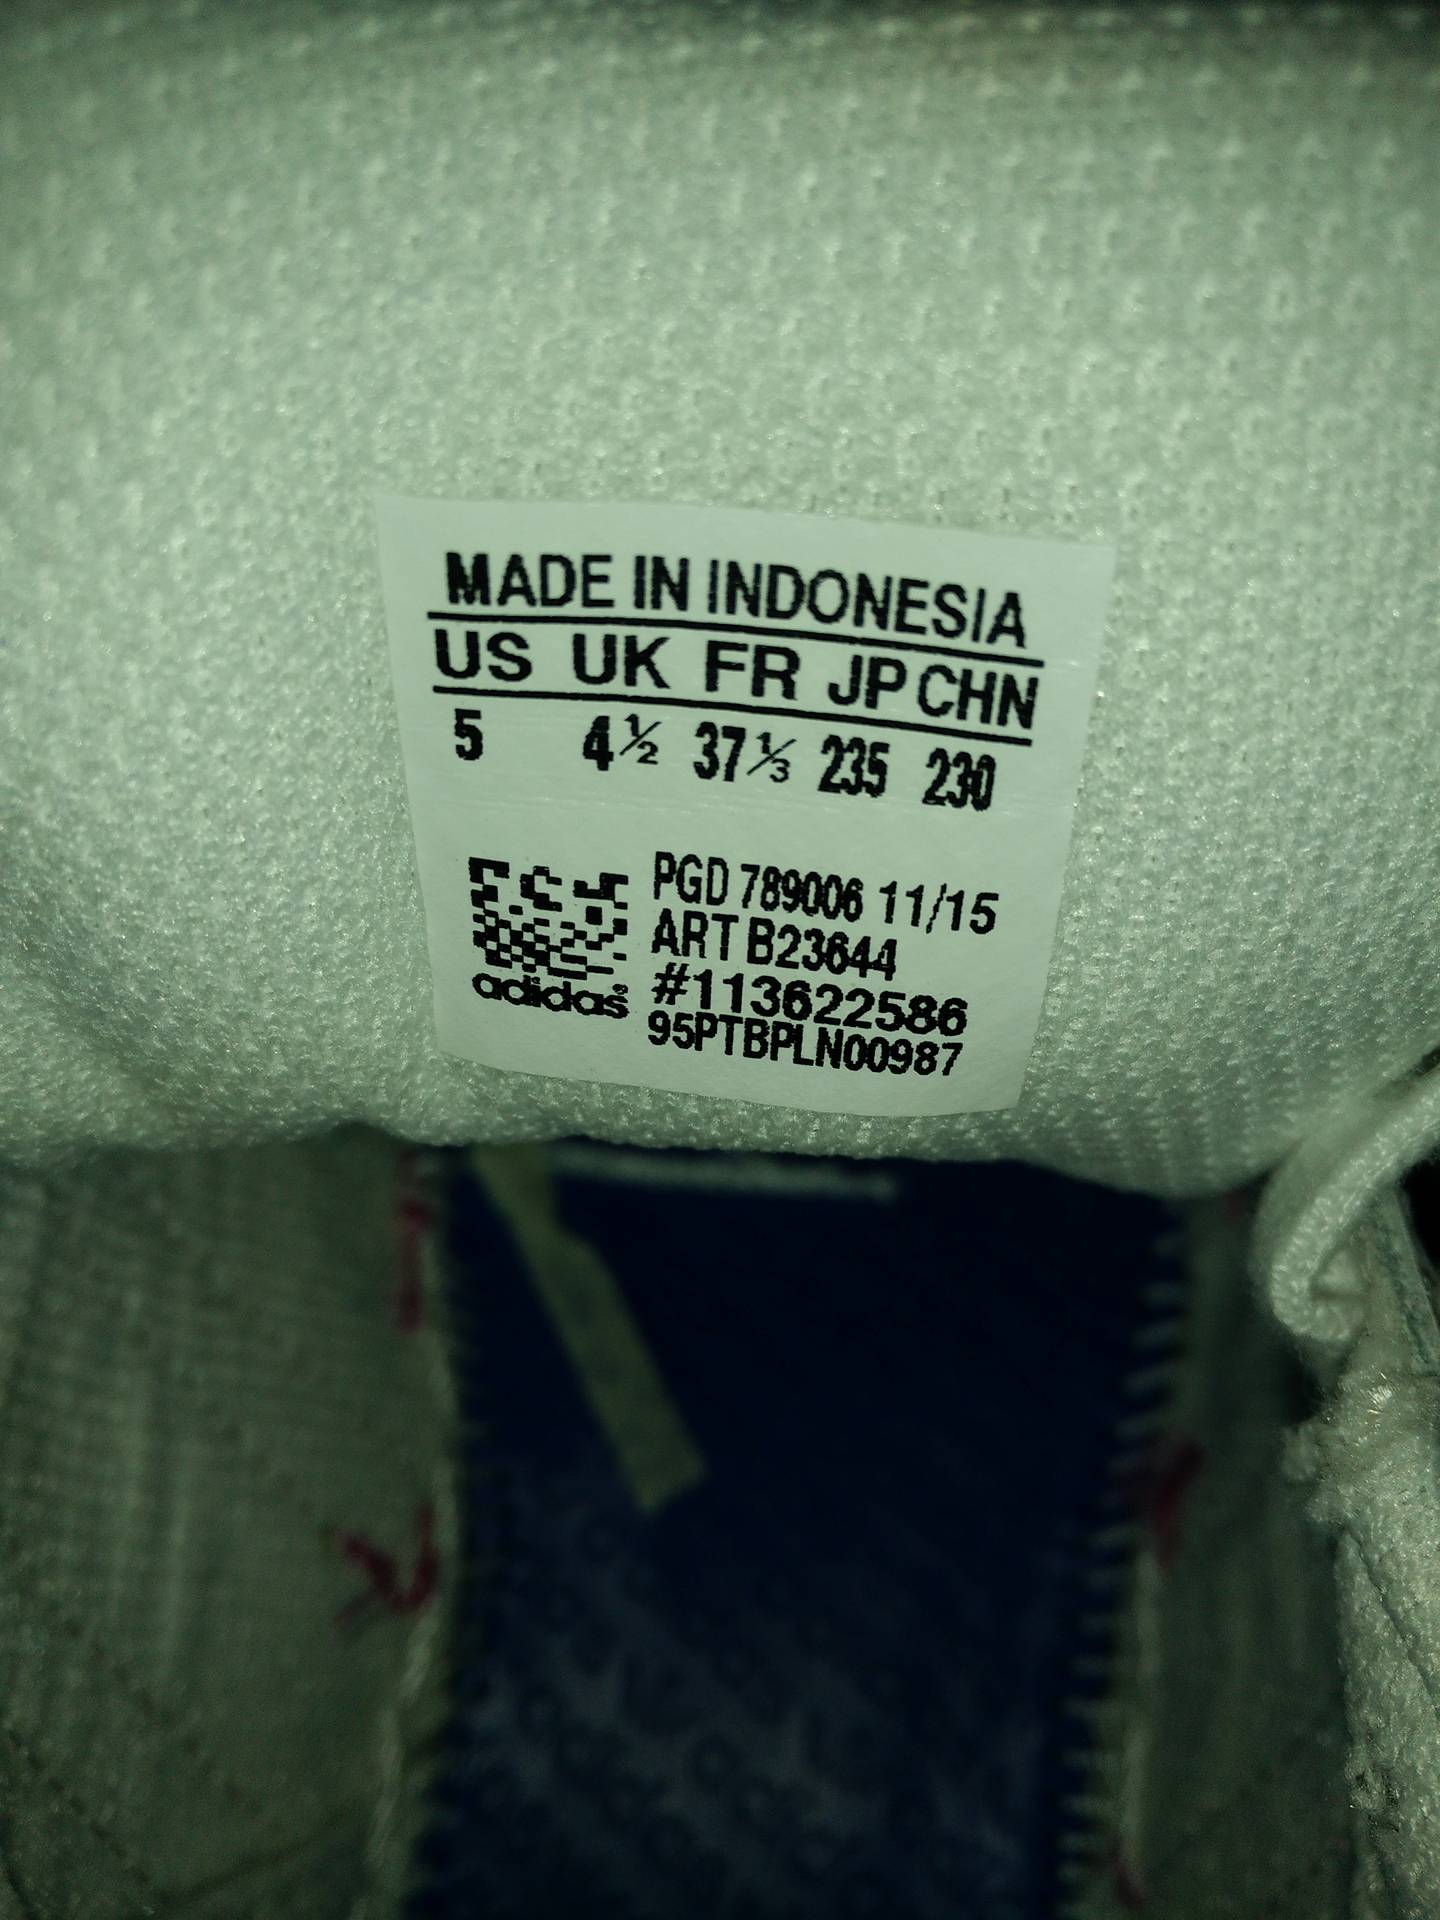 MADE IN INDONESIA
US UK FR JP CHN
5 4½ 37⅓ 235 230
PGD 789006 11/15
ART B23644
#113622586
adidas®
95PTBPLN00987